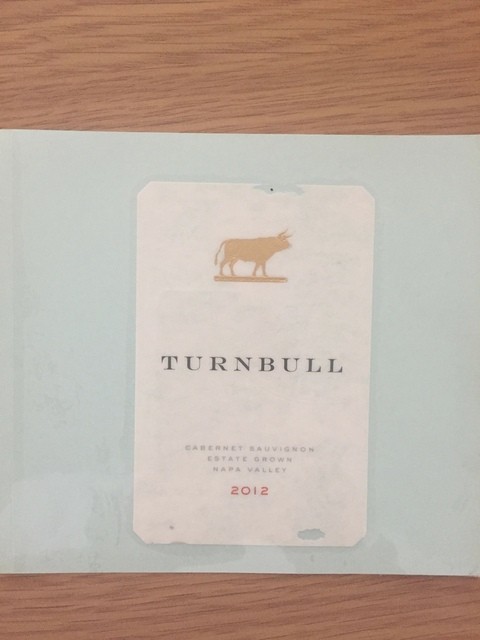 TURNBULL
CABERNET SAUVIGNON
ESTATE GROWN
NAPA VALLEY
2012